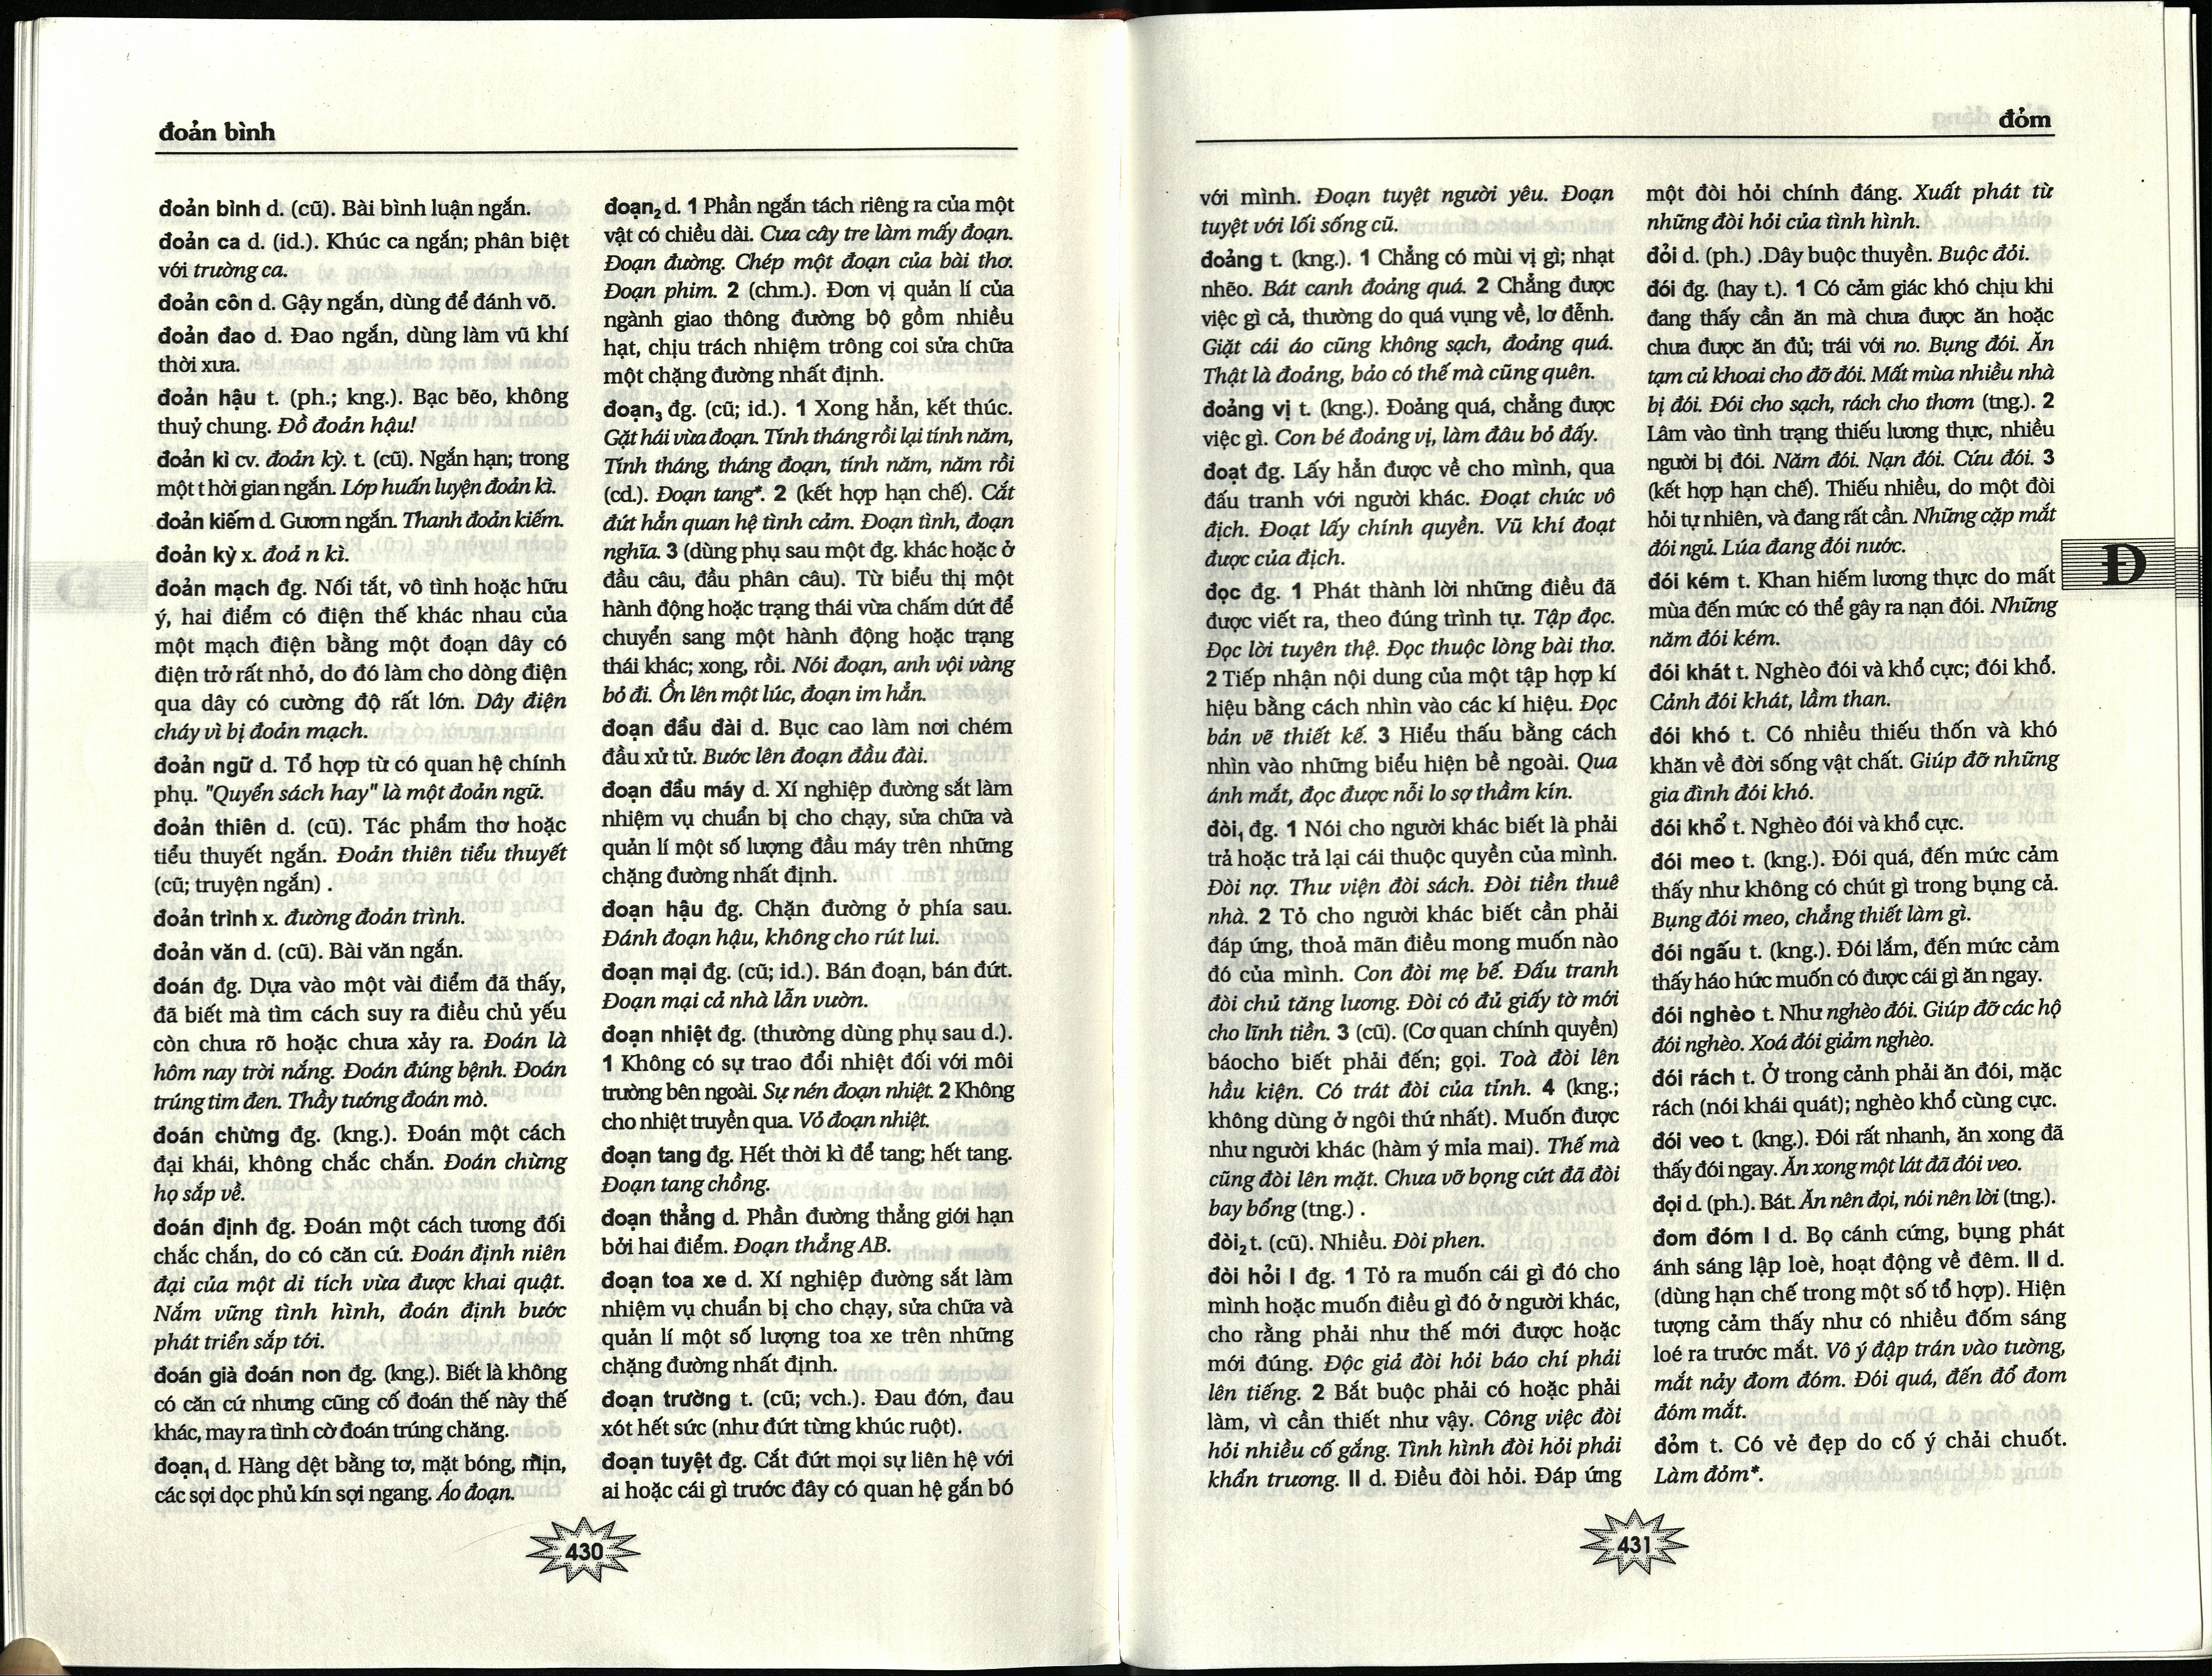 đoản bình
đoản bình d. (cũ). Bài bình luận ngắn.
đoản ca d. (id.). Khúc ca ngắn; phân biệt
với trường ca.
đoản côn d. Gậy ngắn, dùng để đánh võ.
đoản đao d. Đao ngắn, dùng làm vũ khí
thời xưa.
đoản hậu t. (ph.; kng.). Bạc bẽo, không
thuỷ chung. Đồ đoản hậu!
đoản kì cv. đoản kỳ. t. (cũ). Ngắn hạn; trong
một t hời gian ngắn. Lớp huấn luyện đoản kì.
đoản kiếm d. Gươm ngắn. Thanh đoản kiếm.
đoản kỳ x. đoả n kì.
đoản mạch đg. Nối tắt, vô tình hoặc hữu
ý, hai điểm có điện thế khác nhau của
một mạch điện bằng một đoạn dây có
điện trở rất nhỏ, do đó làm cho dòng điện
qua dây có cường độ rất lớn. Dây điện
cháy vì bị đoản mạch.
đoản ngữ d. Tổ hợp từ có quan hệ chính
phụ. "Quyển sách hay" là một đoản ngữ.
đoản thiên d. (cũ). Tác phẩm thơ hoặc
tiểu thuyết ngắn. Đoản thiên tiểu thuyết
(cũ; truyện ngắn) .
đoản trình x. đường đoản trình.
đoản văn d. (cũ). Bài văn ngắn.
đoán đg. Dựa vào một vài điểm đã thấy,
đã biết mà tìm cách suy ra điều chủ yếu
còn chưa rõ hoặc chưa xảy ra. Đoán là
hôm nay trời nắng. Đoán đúng bệnh. Đoán
trúng tim đen. Thầy tướng đoán mò.
đoán chừng đg. (kng.). Đoán một cách
đại khái, không chắc chắn. Đoán chừng
họ sắp về.
đoán định đg. Đoán một cách tương đối
chắc chắn, do có căn cứ. Đoán định niên
đại của một di tích vừa được khai quật.
Nắm vững tình hình, đoán định bước
phát triển sắp tới.
đoán già đoán non đg. (kng.). Biết là không
có căn cứ nhưng cũng cố đoán thế này thế
khác, may ra tình cờ đoán trúng chăng.
đoạn₁ d. Hàng dệt bằng tơ, mặt bóng, mịn,
các sợi dọc phủ kín sợi ngang. Áo đoạn.
đoạn₂ d. 1 Phần ngắn tách riêng ra của một
vật có chiều dài. Cưa cây tre làm mấy đoạn.
Đoạn đường. Chép một đoạn của bài thơ.
Đoạn phim. 2 (chm.). Đơn vị quản lí của
ngành giao thông đường bộ gồm nhiều
hạt, chịu trách nhiệm trông coi sửa chữa
một chặng đường nhất định.
đoạn₃ đg. (cũ; id.). 1 Xong hẳn, kết thúc.
Gặt hái vừa đoạn. Tính tháng rồi lại tính năm,
Tính tháng, tháng đoạn, tính năm, năm rồi
(cd.). Đoạn tang*. 2 (kết hợp hạn chế). Cắt
đứt hẳn quan hệ tình cảm. Đoạn tình, đoạn
nghĩa. 3 (dùng phụ sau một đg. khác hoặc ở
đầu câu, đầu phân câu). Từ biểu thị một
hành động hoặc trạng thái vừa chấm dứt để
chuyển sang một hành động hoặc trạng
thái khác; xong, rồi. Nói đoạn, anh vội vàng
bỏ đi. Ồn lên một lúc, đoạn im hẳn.
đoạn đầu đài d. Bục cao làm nơi chém
đầu xử tử. Bước lên đoạn đầu đài.
đoạn đầu máy d. Xí nghiệp đường sắt làm
nhiệm vụ chuẩn bị cho chạy, sửa chữa và
quản lí một số lượng đầu máy trên những
chặng đường nhất định.
đoạn hậu đg. Chặn đường ở phía sau.
Đánh đoạn hậu, không cho rút lui.
đoạn mại đg. (cũ; id.). Bán đoạn, bán đứt.
Đoạn mại cả nhà lẫn vườn.
đoạn nhiệt đg. (thường dùng phụ sau d.).
1 Không có sự trao đổi nhiệt đối với môi
trường bên ngoài. Sự nén đoạn nhiệt. 2 Không
cho nhiệt truyền qua. Vỏ đoạn nhiệt.
đoạn tang đg. Hết thời kì để tang; hết tang.
Đoạn tang chồng.
đoạn thẳng d. Phần đường thẳng giới hạn
bởi hai điểm. Đoạn thẳng AB.
đoạn toa xe d. Xí nghiệp đường sắt làm
nhiệm vụ chuẩn bị cho chạy, sửa chữa và
quản lí một số lượng toa xe trên những
chặng đường nhất định.
đoạn trường t. (cũ; vch.). Đau đớn, đau
xót hết sức (như đứt từng khúc ruột).
đoạn tuyệt đg. Cắt đứt mọi sự liên hệ với
ai hoặc cái gì trước đây có quan hệ gắn bó
430
đỏm
với mình. Đoạn tuyệt người yêu. Đoạn
tuyệt với lối sống cũ.
đoảng t. (kng.). 1 Chẳng có mùi vị gì; nhạt
nhẽo. Bát canh đoảng quá. 2 Chẳng được
việc gì cả, thường do quá vụng về, lơ đễnh.
Giặt cái áo cũng không sạch, đoảng quá.
Thật là đoảng, bảo có thế mà cũng quên.
đoảng vị t. (kng.). Đoảng quá, chẳng được
việc gì. Con bé đoảng vị, làm đâu bỏ đấy.
đoạt đg. Lấy hẳn được về cho mình, qua
đấu tranh với người khác. Đoạt chức vô
địch. Đoạt lấy chính quyền. Vũ khí đoạt
được của địch.
đọc đg. 1 Phát thành lời những điều đã
được viết ra, theo đúng trình tự. Tập đọc.
Đọc lời tuyên thệ. Đọc thuộc lòng bài thơ.
2 Tiếp nhận nội dung của một tập hợp kí
hiệu bằng cách nhìn vào các kí hiệu. Đọc
bản vẽ thiết kế. 3 Hiểu thấu bằng cách
nhìn vào những biểu hiện bề ngoài. Qua
ánh mắt, đọc được nỗi lo sợ thầm kín.
đòi₁ đg. 1 Nói cho người khác biết là phải
trả hoặc trả lại cái thuộc quyền của mình.
Đòi nợ. Thư viện đòi sách. Đòi tiền thuê
nhà. 2 Tỏ cho người khác biết cần phải
đáp ứng, thoả mãn điều mong muốn nào
đó của mình. Con đòi mẹ bế. Đấu tranh
đòi chủ tăng lương. Đòi có đủ giấy tờ mới
cho lĩnh tiền. 3 (cũ). (Cơ quan chính quyền)
báocho biết phải đến; gọi. Toà đòi lên
hầu kiện. Có trát đòi của tỉnh. 4 (kng.;
không dùng ở ngôi thứ nhất). Muốn được
như người khác (hàm ý mỉa mai). Thế mà
cũng đòi lên mặt. Chưa vỡ bọng cứt đã đòi
bay bổng (tng.) .
đòi₂ t. (cũ). Nhiều. Đòi phen.
đòi hỏi I đg. 1 Tỏ ra muốn cái gì đó cho
mình hoặc muốn điều gì đó ở người khác,
cho rằng phải như thế mới được hoặc
mới đúng. Độc giả đòi hỏi báo chí phải
lên tiếng. 2 Bắt buộc phải có hoặc phải
làm, vì cần thiết như vậy. Công việc đòi
hỏi nhiều cố gắng. Tình hình đòi hỏi phải
khẩn trương. II d. Điều đòi hỏi. Đáp ứng
một đòi hỏi chính đáng. Xuất phát từ
những đòi hỏi của tình hình.
đỏi d. (ph.) .Dây buộc thuyền. Buộc đỏi.
đói đg. (hay t.). 1 Có cảm giác khó chịu khi
đang thấy cần ăn mà chưa được ăn hoặc
chưa được ăn đủ; trái với no. Bụng đói. Ăn
tạm củ khoai cho đỡ đói. Mất mùa nhiều nhà
bị đói. Đói cho sạch, rách cho thơm (tng.). 2
Lâm vào tình trạng thiếu lương thực, nhiều
người bị đói. Năm đói. Nạn đói. Cứu đói. 3
(kết hợp hạn chế). Thiếu nhiều, do một đòi
hỏi tự nhiên, và đang rất cần. Những cặp mắt
đói ngủ. Lúa đang đói nước.
đói kém t. Khan hiếm lương thực do mất
mùa đến mức có thể gây ra nạn đói. Những
năm đói kém.
đói khát t. Nghèo đói và khổ cực; đói khổ.
Cảnh đói khát, lầm than.
đói khó t. Có nhiều thiếu thốn và khó
khăn về đời sống vật chất. Giúp đỡ những
gia đình đói khó.
đói khổ t. Nghèo đói và khổ cực.
đói meo t. (kng.). Đói quá, đến mức cảm
thấy như không có chút gì trong bụng cả.
Bụng đói meo, chẳng thiết làm gì.
đói ngấu t. (kng.). Đói lắm, đến mức cảm
thấy háo hức muốn có được cái gì ăn ngay.
đói nghèo t. Như nghèo đói. Giúp đỡ các hộ
đói nghèo. Xoá đói giảm nghèo.
đói rách t. Ở trong cảnh phải ăn đói, mặc
rách (nói khái quát); nghèo khổ cùng cực.
đói veo t. (kng.). Đói rất nhanh, ăn xong đã
thấy đói ngay. Ăn xong một lát đã đói veo.
đọi d. (ph.). Bát. Ăn nên đọi, nói nên lời (tng.).
đom đóm I d. Bọ cánh cứng, bụng phát
ánh sáng lập loè, hoạt động về đêm. II d.
(dùng hạn chế trong một số tổ hợp). Hiện
tượng cảm thấy như có nhiều đốm sáng
loé ra trước mắt. Vô ý đập trán vào tường,
mắt nảy đom đóm. Đói quá, đến đổ đom
đóm mắt.
đỏm t. Có vẻ đẹp do cố ý chải chuốt.
Làm đỏm*.
Đ
431